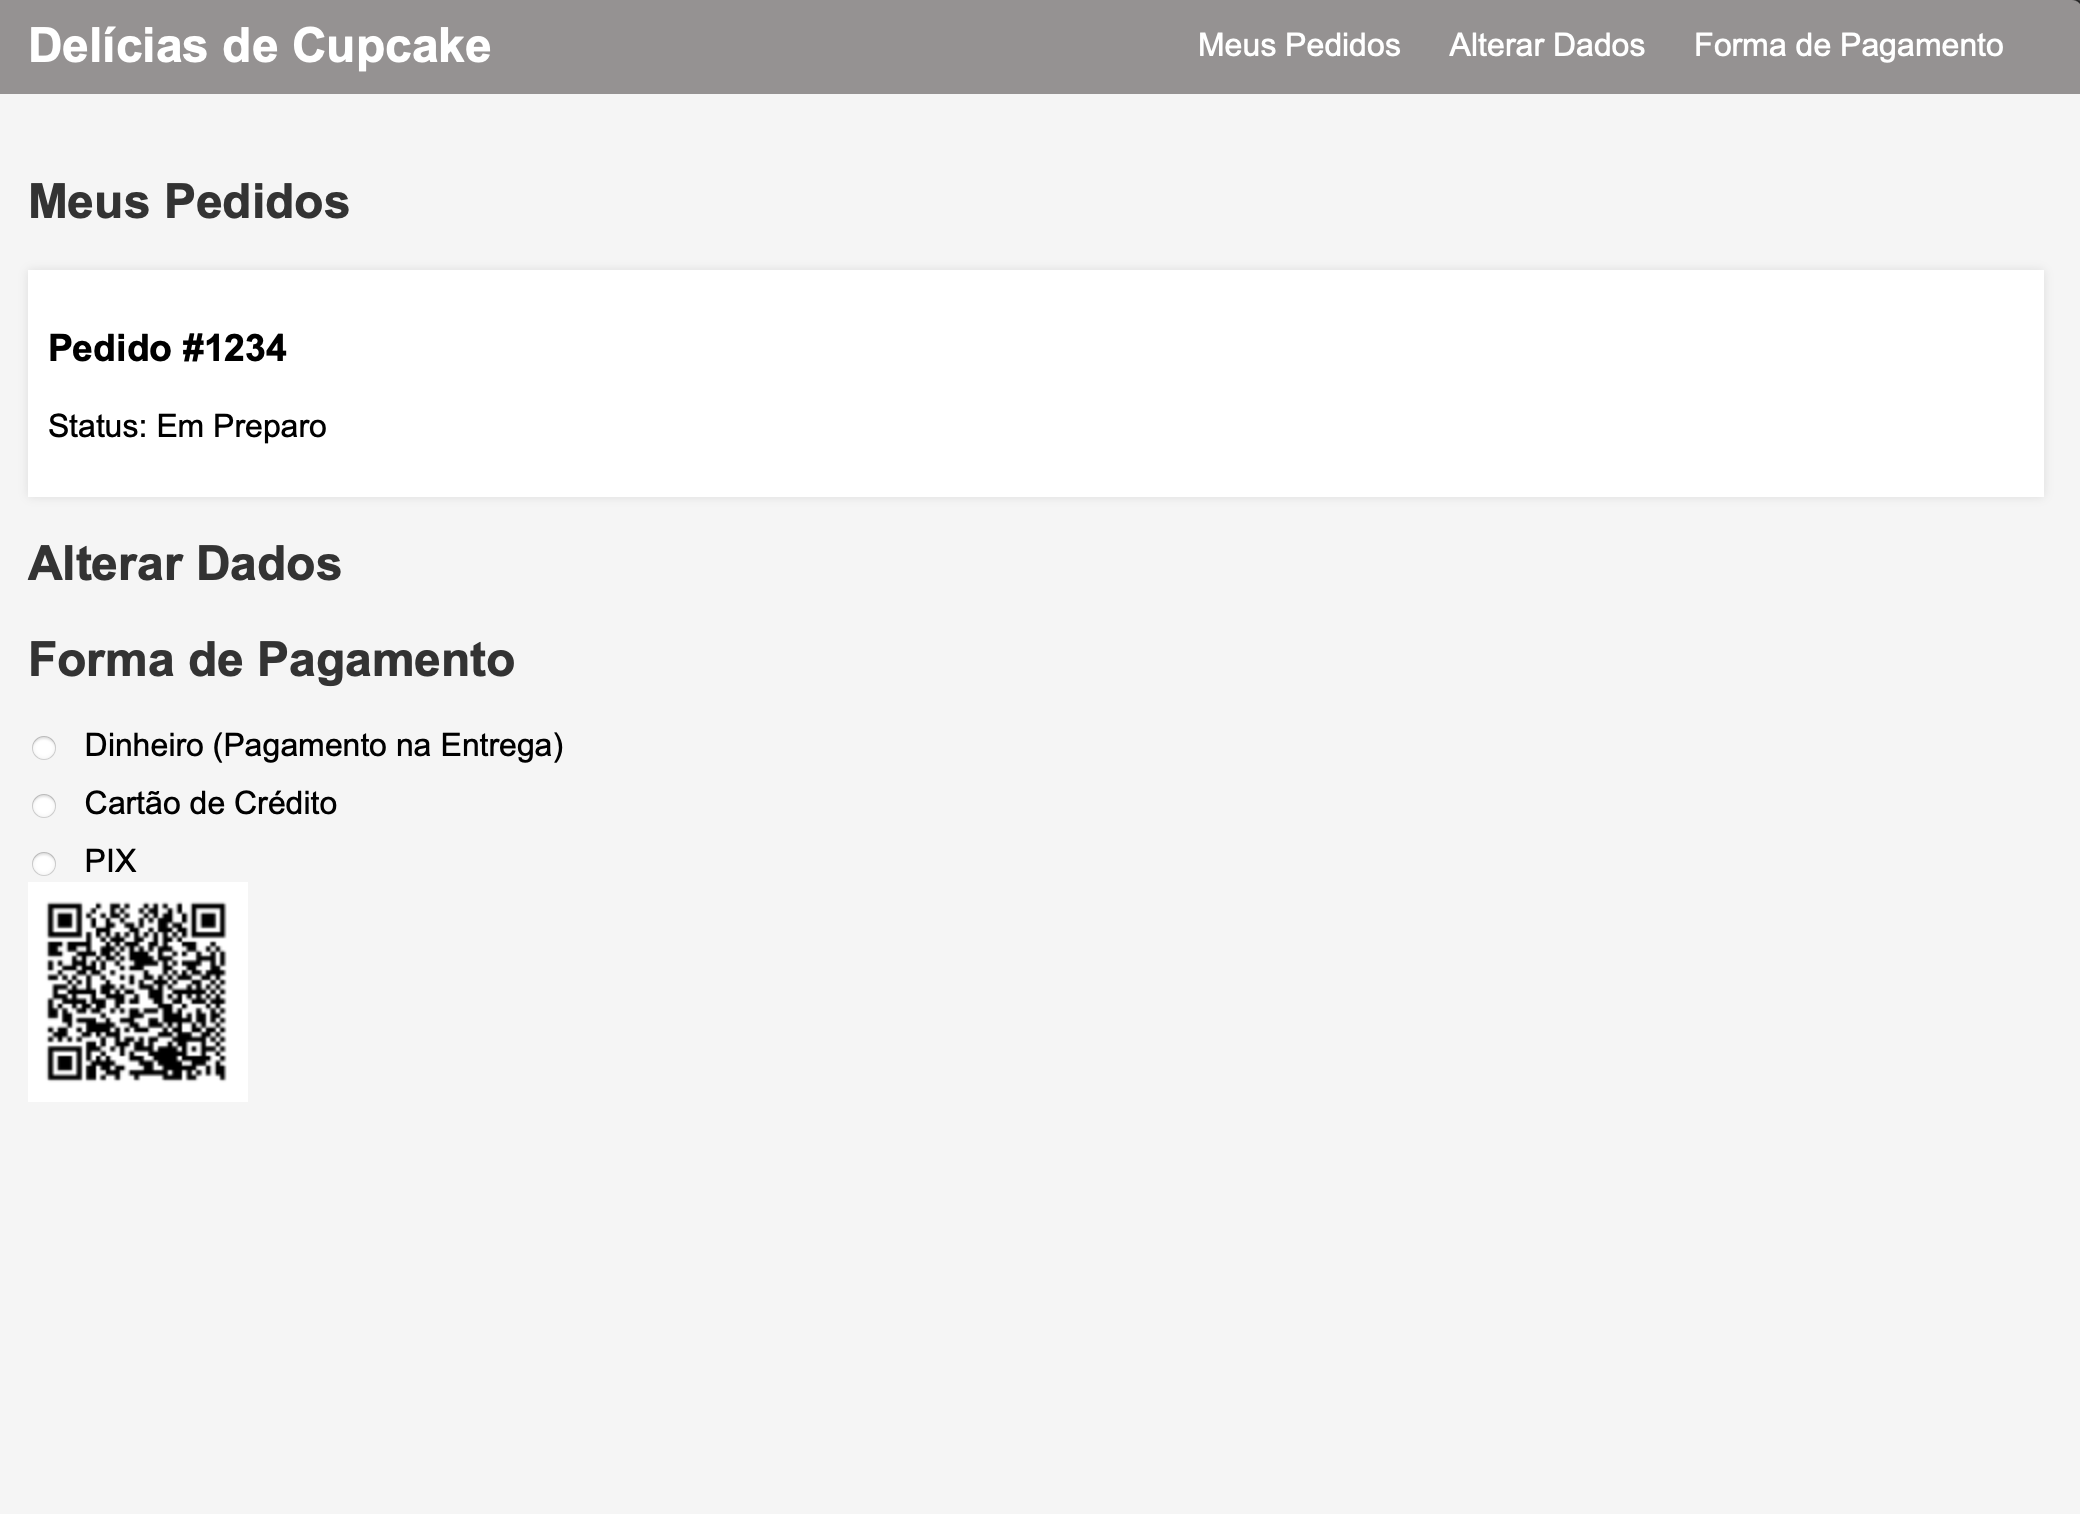 Delícias de Cupcake
Meus Pedidos Alterar Dados Forma de Pagamento
Meus Pedidos
Pedido #1234
Status: Em Preparo
Alterar Dados
Forma de Pagamento
Dinheiro (Pagamento na Entrega)
Cartão de Crédito
PIX